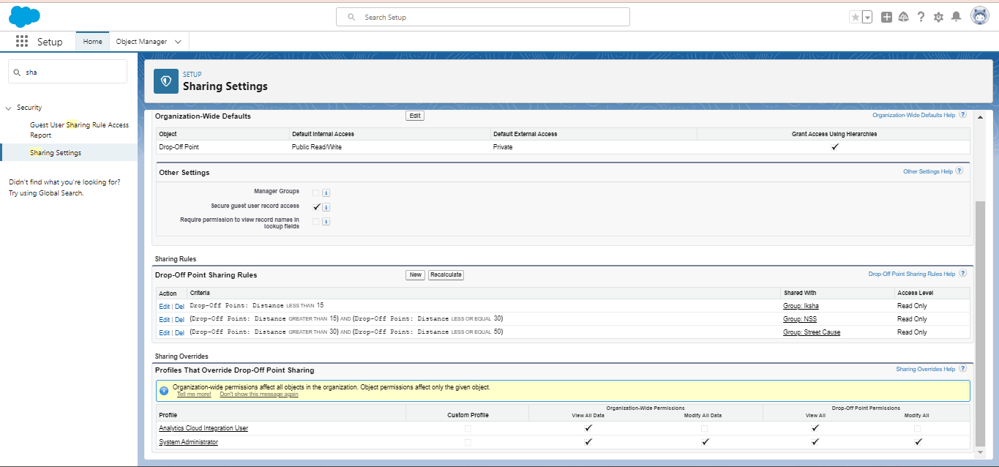 Search Setup
Setup
Home
Object Manager
sha
Security
Guest User Sharing Rule Access
Report
Sharing Settings
Didn't find what you're looking for?
Try using Global Search.
SETUP
Sharing Settings
Organization-Wide Defaults
Edit
Organization-Wide Defaults Help ?
Object Default Internal Access Default External Access Grant Access Using Hierarchies
Drop-Off Point Public Read/Write Private
Other Settings
Other Settings Help ?
Manager Groups
Secure guest user record access
Require permission to view record names in
lookup fields
Sharing Rules
Drop-Off Point Sharing Rules
New Recalculate
Drop-Off Point Sharing Rules Help ?
Action Criteria Shared With Access Level
Edit | Del Drop-Off Point: Distance LESS THAN 15 Group: Iksha Read Only
Edit | Del (Drop-Off Point: Distance GREATER THAN 15) AND (Drop-Off Point: Distance LESS OR EQUAL 30) Group: NSS Read Only
Edit | Del (Drop-Off Point: Distance GREATER THAN 30) AND (Drop-Off Point: Distance LESS OR EQUAL 50) Group: Street Cause Read Only
Sharing Overrides
Profiles That Override Drop-Off Point Sharing
Sharing Overrides Help ?
Organization-wide permissions affect all objects in the organization. Object permissions affect only the given object.
Tell me more! Don't show this message again
Organization-Wide Permissions Drop-Off Point Permissions
Profile Custom Profile View All Data Modify All Data View All Modify All
Analytics Cloud Integration User
System Administrator